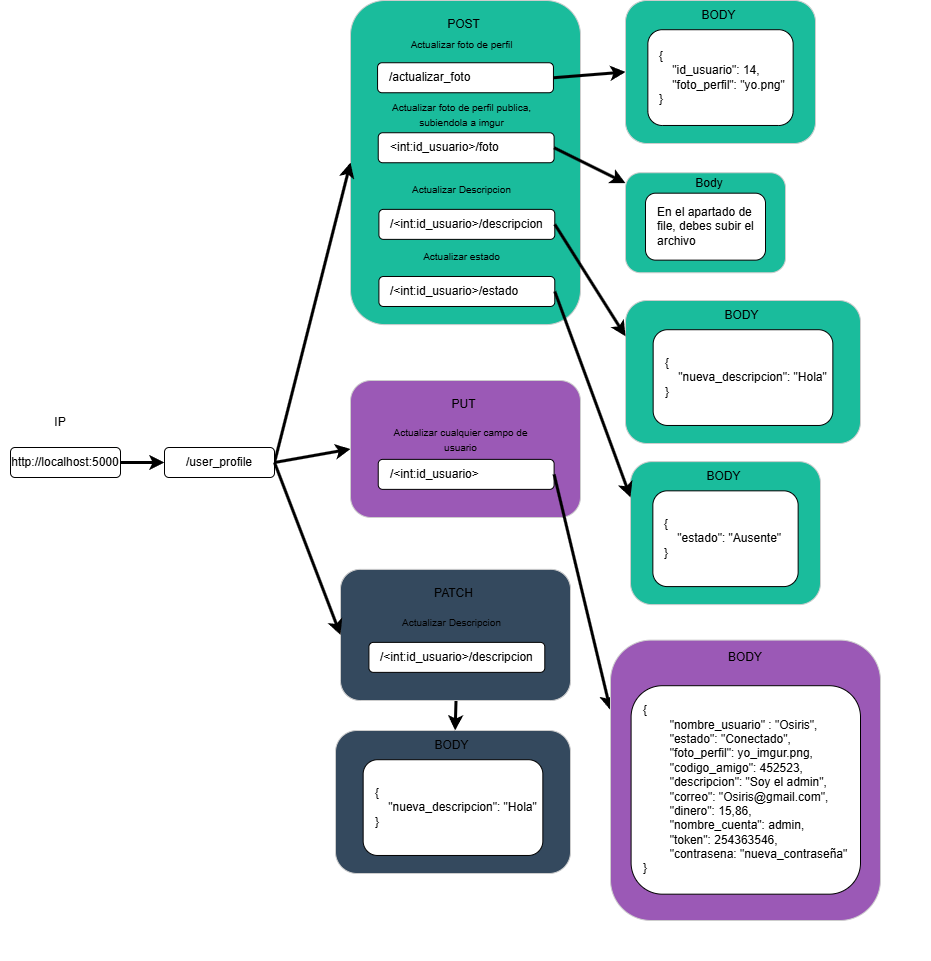 IP
http://localhost:5000
/user_profile
POST
Actualizar foto de perfil
/actualizar_foto
Actualizar foto de perfil publica,
subiendola a imgur
<int:id_usuario>/foto
Actualizar Descripcion
/<int:id_usuario>/descripcion
Actualizar estado
/<int:id_usuario>/estado
BODY
{
"id_usuario": 14,
"foto_perfil": "yo.png"
}
Body
En el apartado de
file, debes subir el
archivo
BODY
{
"nueva_descripcion": "Hola"
}
BODY
{
"estado": "Ausente"
}
PUT
Actualizar cualquier campo de
usuario
/<int:id_usuario>
BODY
{
"nombre_usuario" : "Osiris",
"estado": "Conectado",
"foto_perfil": yo_imgur.png,
"codigo_amigo": 452523,
"descripcion": "Soy el admin",
"correo": "Osiris@gmail.com",
"dinero": 15,86,
"nombre_cuenta": admin,
"token": 254363546,
"contrasena: "nueva_contraseña"
}
PATCH
Actualizar Descripcion
/<int:id_usuario>/descripcion
BODY
{
"nueva_descripcion": "Hola"
}